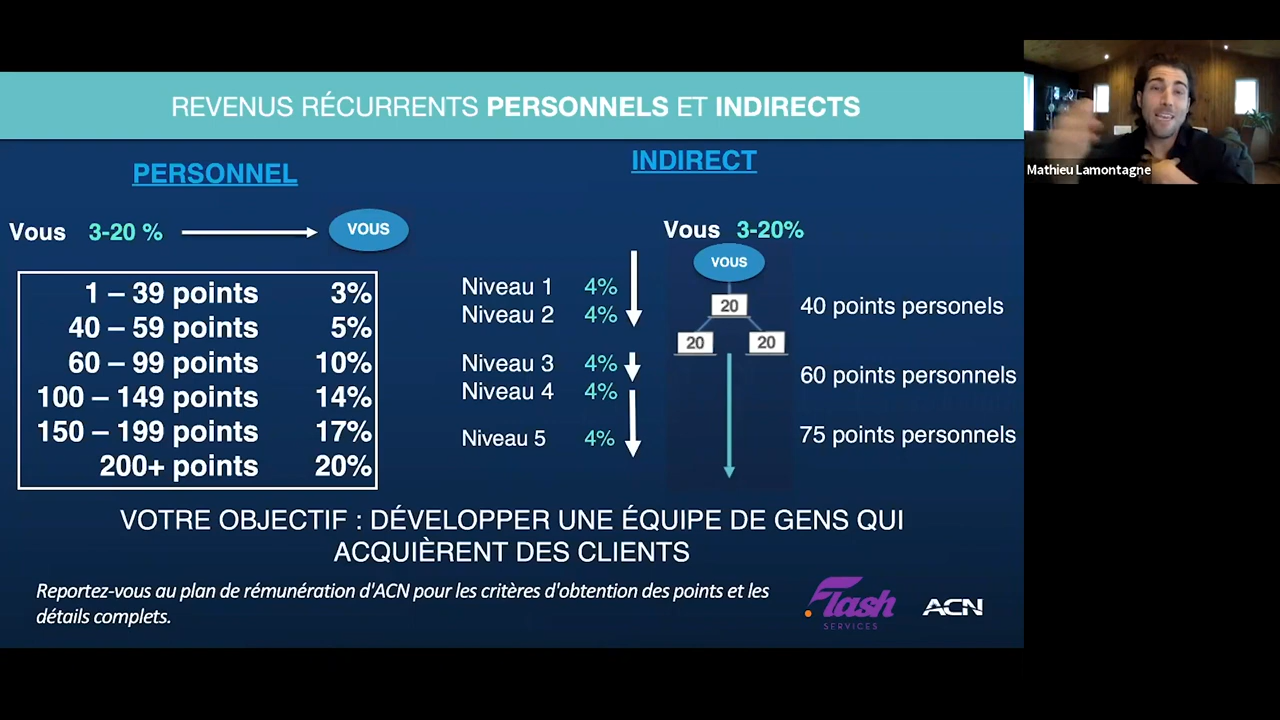 REVENUS RÉCURRENTS PERSONNELS ET INDIRECTS
PERSONNEL
Vous 3-20 %
VOUS
1 – 39 points 3%
40 – 59 points 5%
60 – 99 points 10%
100 – 149 points 14%
150 – 199 points 17%
200+ points 20%
INDIRECT
Vous 3-20%
VOUS
Niveau 1 4%
Niveau 2 4%
Niveau 3 4%
Niveau 4 4%
Niveau 5 4%
20
20 20
40 points personels
60 points personnels
75 points personnels
VOTRE OBJECTIF : DÉVELOPPER UNE ÉQUIPE DE GENS QUI
ACQUIÈRENT DES CLIENTS
Reportez-vous au plan de rémunération d'ACN pour les critères d'obtention des points et les
détails complets.
Flash
SERVICES
ACN
Mathieu Lamontagne